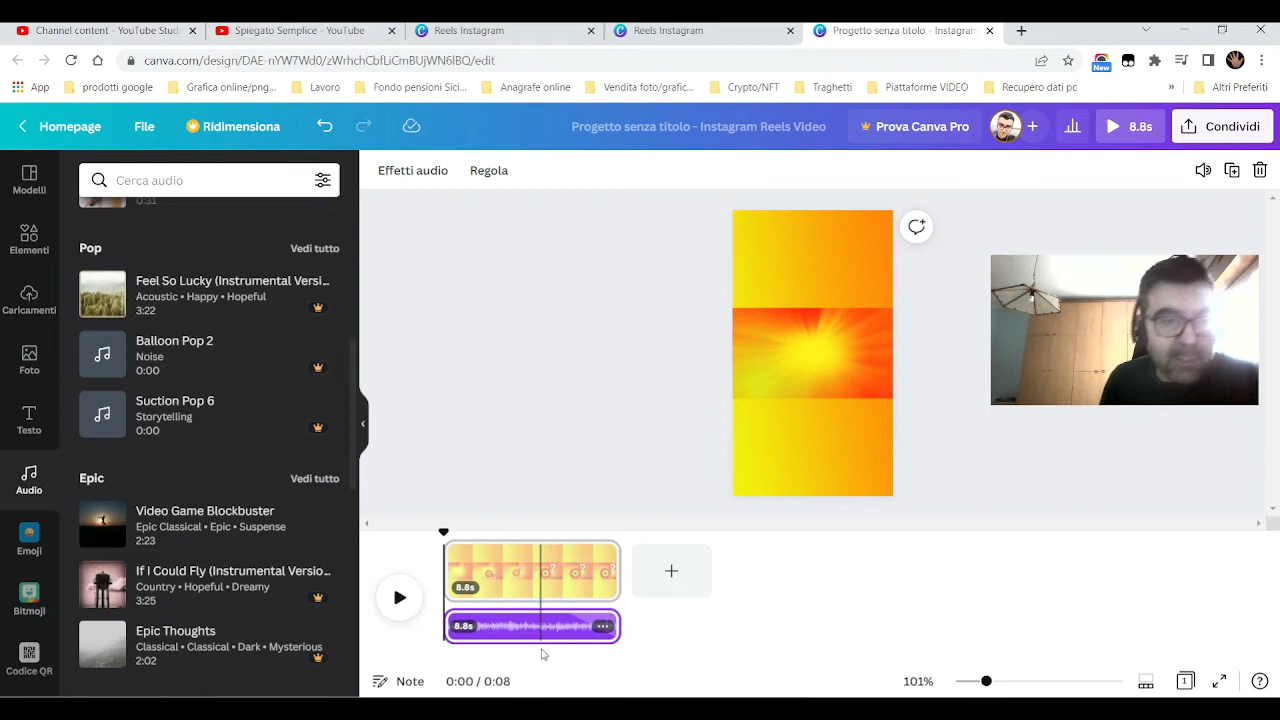 Channel content - YouTube Studi
Spiegato Semplice - YouTube
Reels Instagram
Reels Instagram
Progetto senza titolo - Instagram
canva.com/design/DAE-nYW7Wd0/zWrhchCbfLiCmBUjWN6lBQ/edit
New
App
prodotti google
Grafica online/png...
Lavoro
Fondo pensioni Sici...
Anagrafe online
Vendita foto/grafic...
Crypto/NFT
Traghetti
Piattaforme VIDEO
Recupero dati pc
»
Altri Preferiti
Homepage
File
Ridimensiona
Progetto senza titolo - Instagram Reels Video
Prova Canva Pro
8.8s
Condividi
Modelli
Elementi
Caricamenti
Foto
Testo
Audio
Emoji
Bitmoji
Codice QR
Cerca audio
0:31
Pop
Vedi tutto
Feel So Lucky (Instrumental Versi...
Acoustic • Happy • Hopeful
3:22
Balloon Pop 2
Noise
0:00
Suction Pop 6
Storytelling
0:00
Epic
Vedi tutto
Video Game Blockbuster
Epic Classical • Epic • Suspense
2:23
If I Could Fly (Instrumental Versio...
Country • Hopeful • Dreamy
3:25
Epic Thoughts
Classical • Classical • Dark • Mysterious
2:02
Effetti audio
Regola
8.8s
8.8s
Note
0:00 / 0:08
101%
1